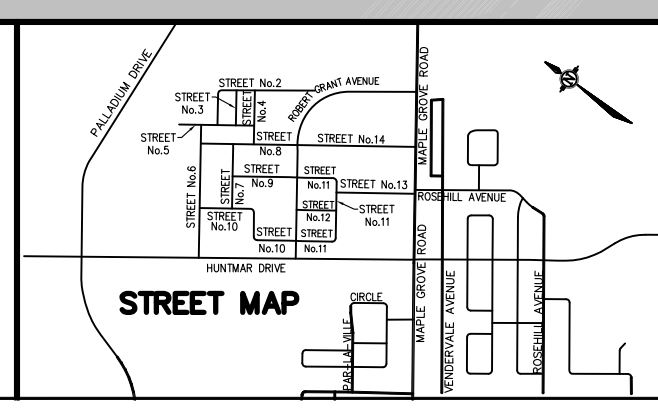 PALLADIUM DRIVE
STREET No.2
STREET
No.3
STREET
No.4
ROBERT GRANT AVENUE
MAPLE GROVE ROAD
N
STREET
No.5
STREET
No.8
STREET No.14
STREET No.6
STREET
No.7
STREET
No.9
STREET
No.11
STREET No.13
ROSEHILL AVENUE
STREET
No.10
STREET
No.12
STREET
No.11
STREET
No.10
STREET
No.11
HUNTMAR DRIVE
MAPLE GROVE ROAD
VENDERVALE AVENUE
ROSEHILL AVENUE
STREET MAP
CIRCLE
PAR-LA-VILLE